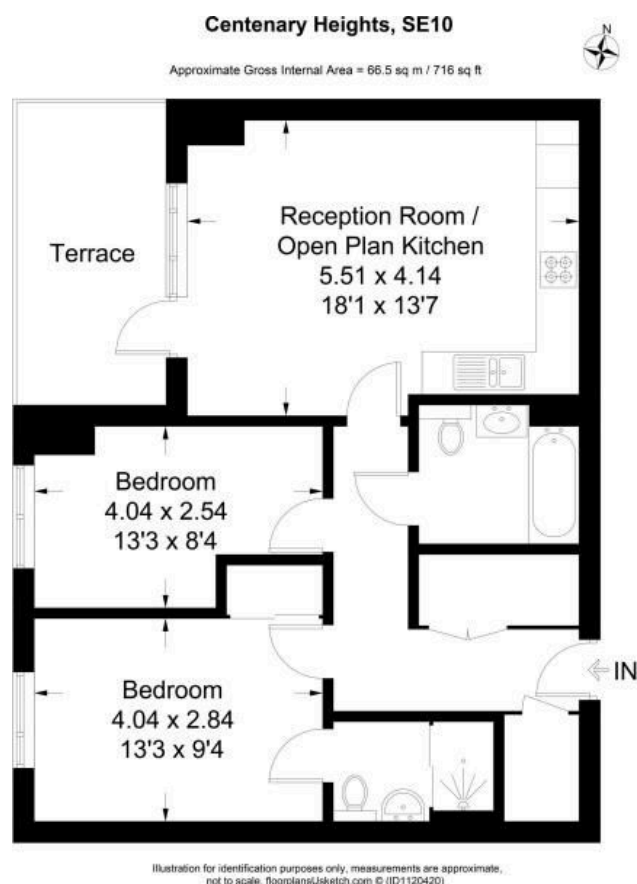 Centenary Heights, SE10
N
Approximate Gross Internal Area = 66.5 sq m / 716 sq ft
Reception Room /
Open Plan Kitchen
5.51 x 4.14
18'1 x 13'7
Terrace
Bedroom
4.04 x 2.54
13'3 x 8'4
IN
Bedroom
4.04 x 2.84
13'3 x 9'4
Illustration for identification purposes only, measurements are approximate,
not to scale. floorplansUsketch.com © (ID1120420)